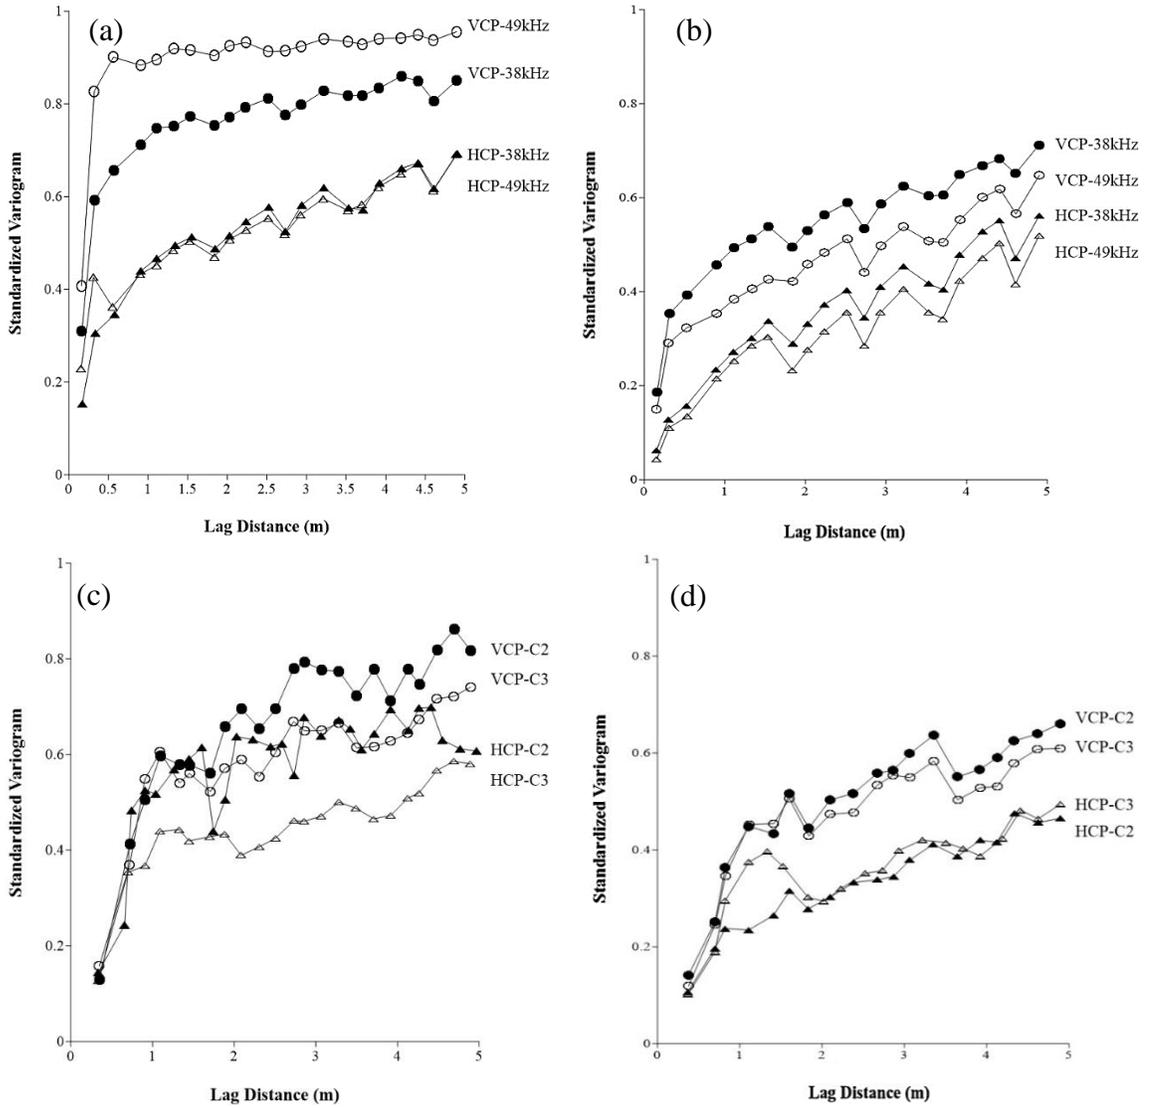 (a)
1
0.8
0.6
0.4
0.2
0
0 0.5 1 1.5 2 2.5 3 3.5 4 4.5 5
Standardized Variogram
Lag Distance (m)
VCP-49kHz
VCP-38kHz
HCP-38kHz
HCP-49kHz
(b)
1
0.8
0.6
0.4
0.2
0
0 1 2 3 4 5
Standardized Variogram
Lag Distance (m)
VCP-38kHz
VCP-49kHz
HCP-38kHz
HCP-49kHz
(c)
1
0.8
0.6
0.4
0.2
0
0 1 2 3 4 5
Standardized Variogram
Lag Distance (m)
VCP-C2
VCP-C3
HCP-C2
HCP-C3
(d)
1
0.8
0.6
0.4
0.2
0
0 1 2 3 4 5
Standardized Variogram
Lag Distance (m)
VCP-C2
VCP-C3
HCP-C3
HCP-C2